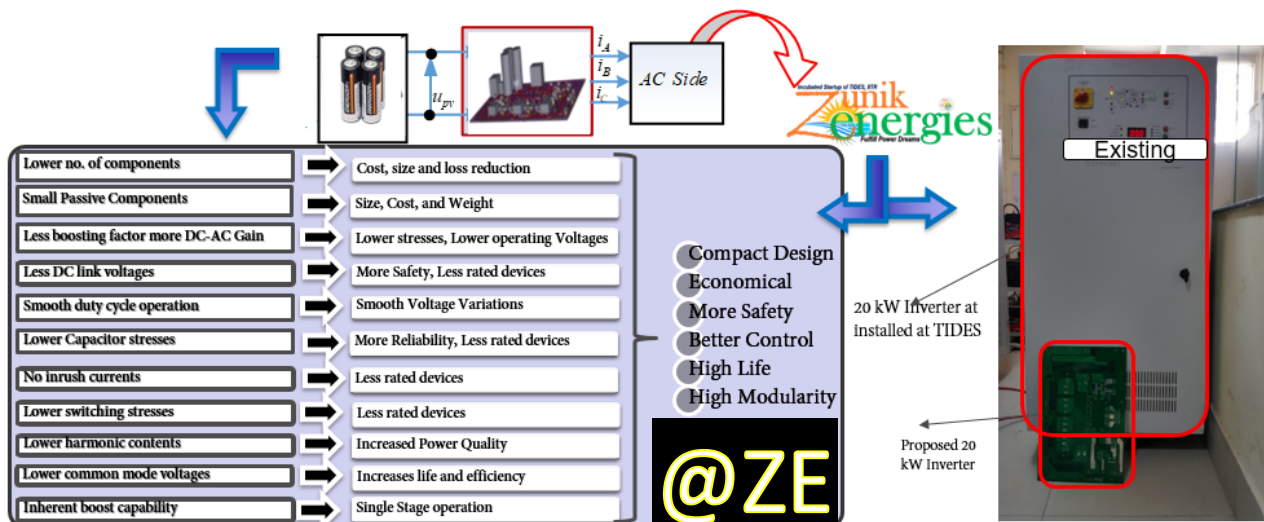 i_A
i_B
i_C
u_pv
AC Side
Incubated Startup of TIDES, IITR
Zunik
energies
Fulfill Power Dreams
Existing
Lower no. of components
Cost, size and loss reduction
Small Passive Components
Size, Cost, and Weight
Less boosting factor more DC-AC Gain
Lower stresses, Lower operating Voltages
Less DC link voltages
More Safety, Less rated devices
Smooth duty cycle operation
Smooth Voltage Variations
Lower Capacitor stresses
More Reliability, Less rated devices
No inrush currents
Less rated devices
Lower switching stresses
Less rated devices
Lower harmonic contents
Increased Power Quality
Lower common mode voltages
Increases life and efficiency
Inherent boost capability
Single Stage operation
Compact Design
Economical
More Safety
Better Control
High Life
High Modularity
@ZE
20 kW Inverter at
installed at TIDES
Proposed 20
kW Inverter